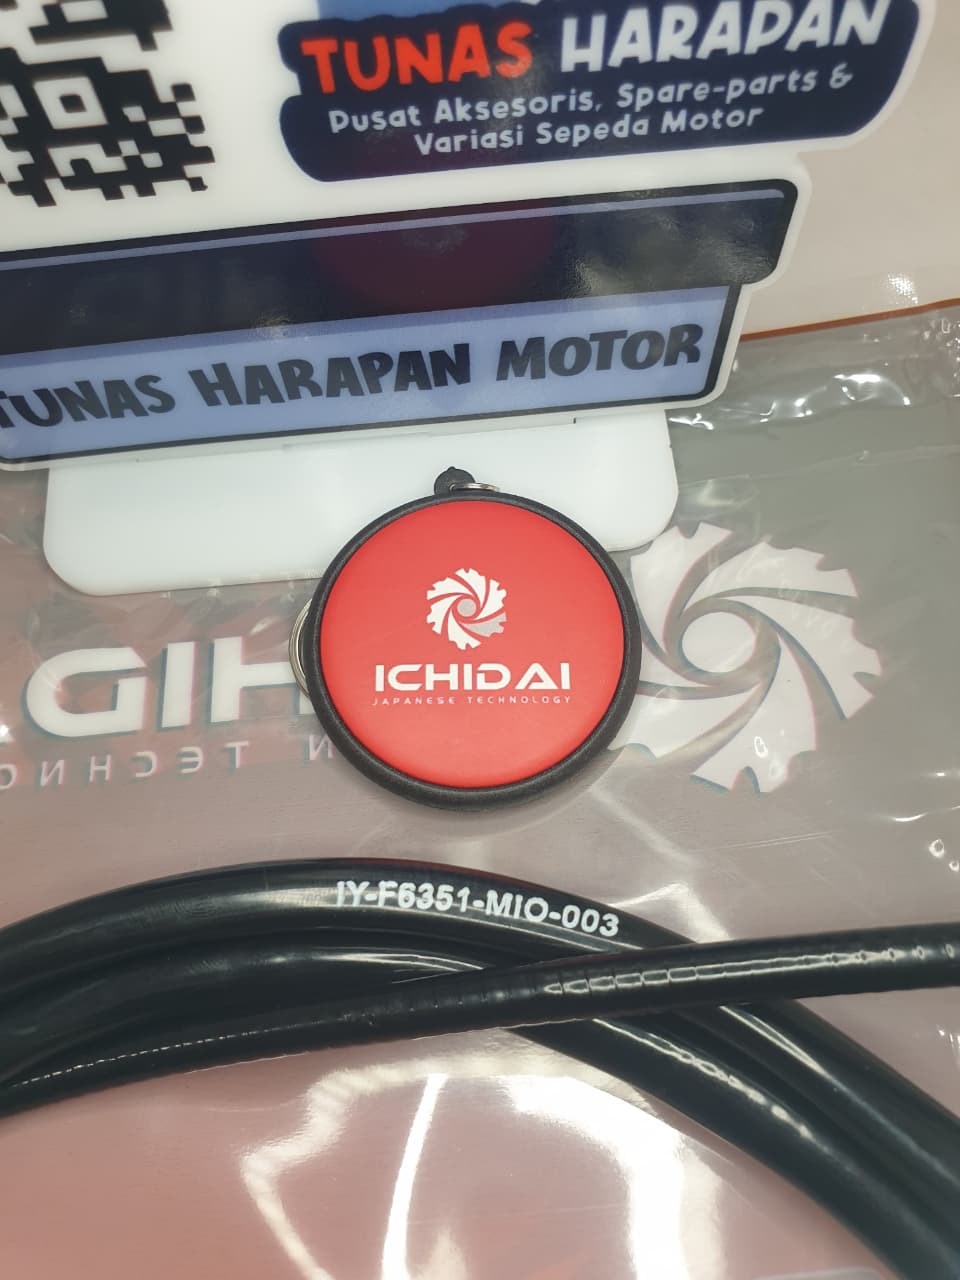 TUNAS HARAPAN
Pusat Aksesoris, Spare-parts &
Variasi Sepeda Motor
TUNAS HARAPAN MOTOR
ICHIDAI
JAPANESE TECHNOLOGY
IY-F6351-MIO-003